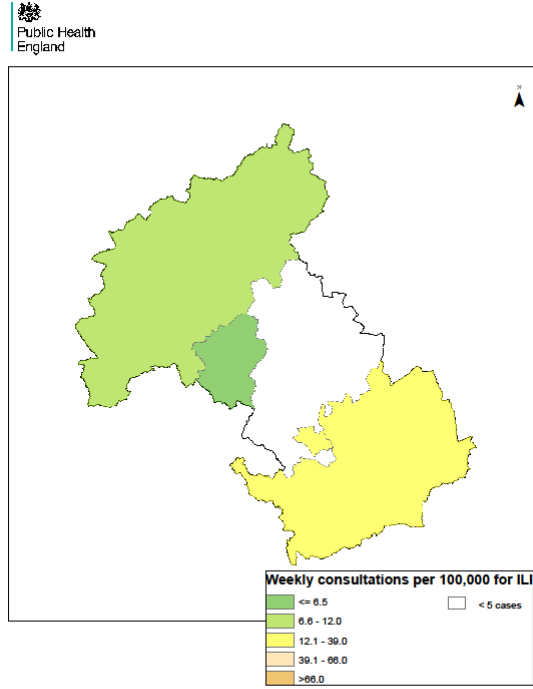 Public Health
England
N
Weekly consultations per 100,000 for ILI
<= 6.5
< 5 cases
6.6 - 12.0
12.1 - 39.0
39.1 - 66.0
>66.0